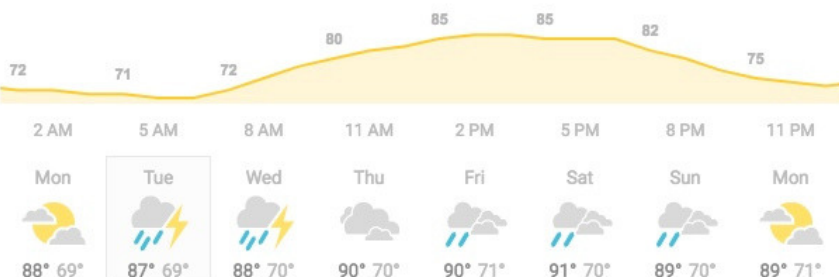 72 71 72 80 85 85 82 75
2 AM 5 AM 8 AM 11 AM 2 PM 5 PM 8 PM 11 PM
Mon Tue Wed Thu Fri Sat Sun Mon
88° 69° 87° 69° 88° 70° 90° 70° 90° 71° 91° 70° 89° 70° 89° 71°